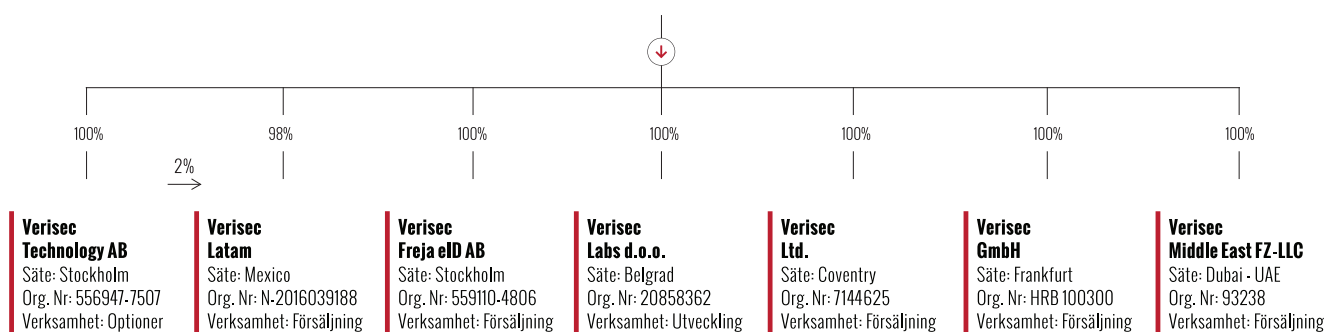 100%
98%
100%
100%
100%
100%
100%
2%
Verisec
Technology AB
Säte: Stockholm
Org. Nr: 556947-7507
Verksamhet: Optioner
Verisec
Latam
Säte: Mexico
Org. Nr: N-2016039188
Verksamhet: Försäljning
Verisec
Freja eID AB
Säte: Stockholm
Org. Nr: 559110-4806
Verksamhet: Försäljning
Verisec
Labs d.o.o.
Säte: Belgrad
Org. Nr: 20858362
Verksamhet: Utveckling
Verisec
Ltd.
Säte: Coventry
Org. Nr: 7144625
Verksamhet: Försäljning
Verisec
GmbH
Säte: Frankfurt
Org. Nr: HRB 100300
Verksamhet: Försäljning
Verisec
Middle East FZ-LLC
Säte: Dubai - UAE
Org. Nr: 93238
Verksamhet: Försäljning